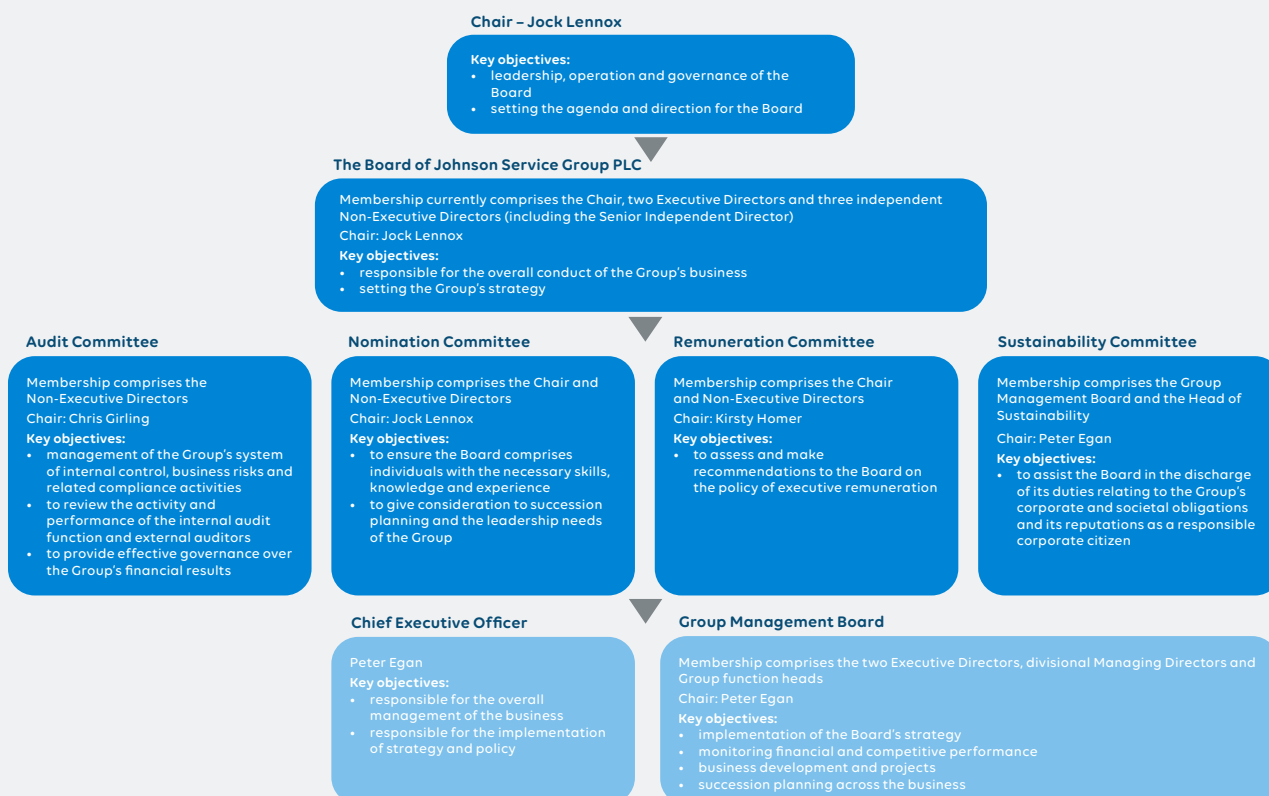 Chair – Jock Lennox
Key objectives:
• leadership, operation and governance of the
Board
• setting the agenda and direction for the Board
The Board of Johnson Service Group PLC
Membership currently comprises the Chair, two Executive Directors and three independent
Non-Executive Directors (including the Senior Independent Director)
Chair: Jock Lennox
Key objectives:
• responsible for the overall conduct of the Group's business
• setting the Group's strategy
Audit Committee
Membership comprises the
Non-Executive Directors
Chair: Chris Girling
Key objectives:
• management of the Group's system
of internal control, business risks and
related compliance activities
• to review the activity and
performance of the internal audit
function and external auditors
• to provide effective governance over
the Group's financial results
Nomination Committee
Membership comprises the Chair and
Non-Executive Directors
Chair: Jock Lennox
Key objectives:
• to ensure the Board comprises
individuals with the necessary skills,
knowledge and experience
• to give consideration to succession
planning and the leadership needs
of the Group
Remuneration Committee
Membership comprises the Chair
and Non-Executive Directors
Chair: Kirsty Homer
Key objectives:
• to assess and make
recommendations to the Board on
the policy of executive remuneration
Sustainability Committee
Membership comprises the Group
Management Board and the Head of
Sustainability
Chair: Peter Egan
Key objectives:
• to assist the Board in the discharge
of its duties relating to the Group's
corporate and societal obligations
and its reputations as a responsible
corporate citizen
Chief Executive Officer
Peter Egan
Key objectives:
• responsible for the overall
management of the business
• responsible for the implementation
of strategy and policy
Group Management Board
Membership comprises the two Executive Directors, divisional Managing Directors and
Group function heads
Chair: Peter Egan
Key objectives:
• implementation of the Board's strategy
• monitoring financial and competitive performance
• business development and projects
• succession planning across the business